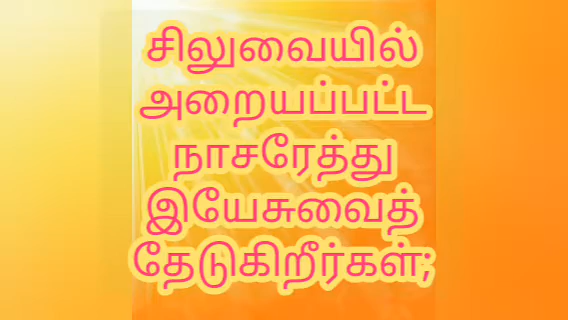 சிலுவையில்
அறையப்பட்ட
நாசரேத்து
இயேசுவைத்
தேடுகிறீர்கள்;